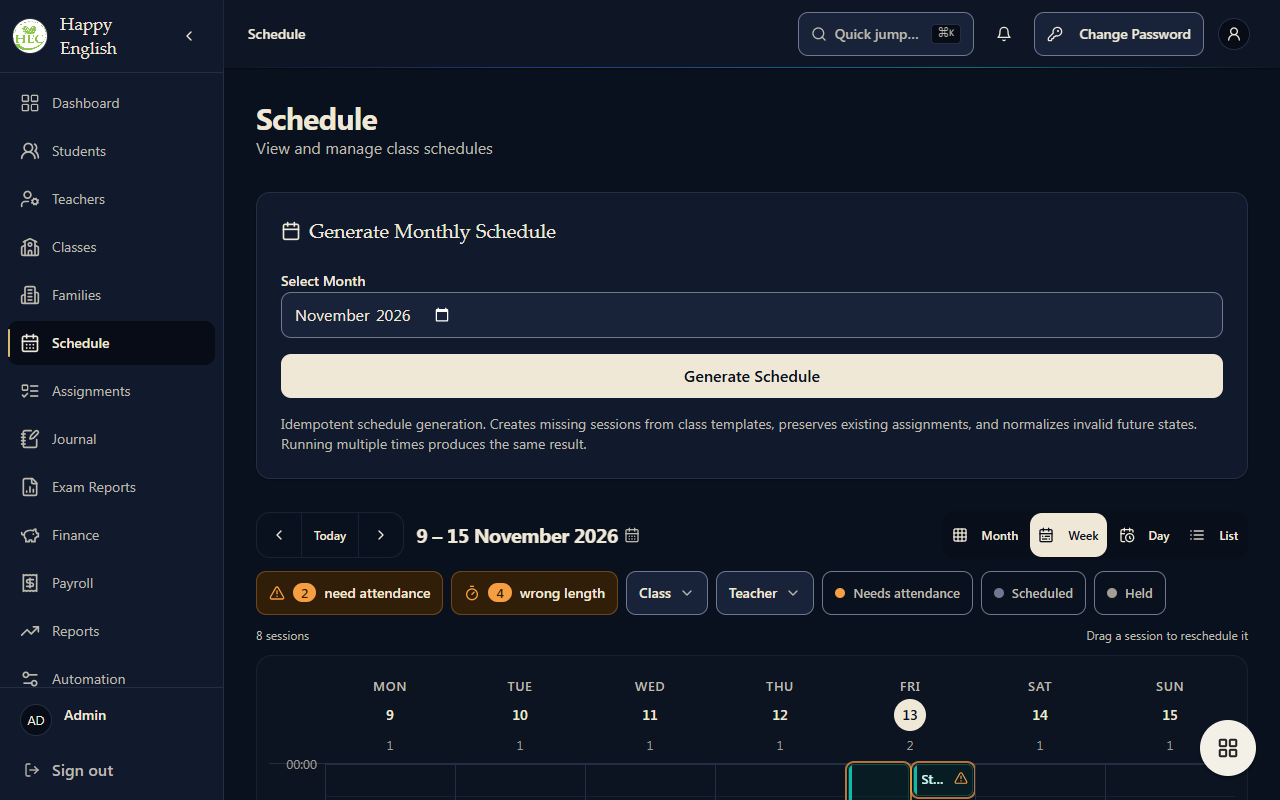 HEC
Happy
English
Schedule
Quick jump...
⌘K
Change Password
Dashboard
Students
Teachers
Classes
Families
Schedule
Assignments
Journal
Exam Reports
Finance
Payroll
Reports
Automation
AD
Admin
Sign out
Schedule
View and manage class schedules
Generate Monthly Schedule
Select Month
November 2026
Generate Schedule
Idempotent schedule generation. Creates missing sessions from class templates, preserves existing assignments, and normalizes invalid future states.
Running multiple times produces the same result.
Today
9 – 15 November 2026
Month
Week
Day
List
2 need attendance
4 wrong length
Class
Teacher
Needs attendance
Scheduled
Held
8 sessions
Drag a session to reschedule it
MON TUE WED THU FRI SAT SUN
9 10 11 12 13 14 15
1 1 1 1 2 1 1
00:00
St...